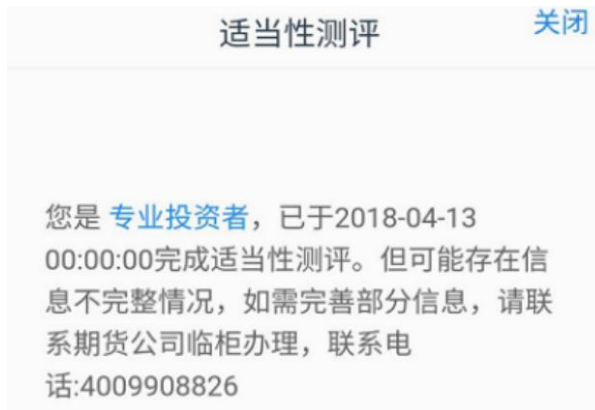 适当性测评
关闭
您是 专业投资者，已于2018-04-13
00:00:00完成适当性测评。但可能存在信
息不完整情况，如需完善部分信息，请联
系期货公司临柜办理，联系电
话:4009908826